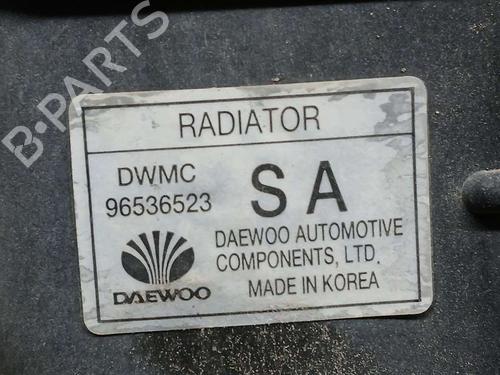 B-PARTS
RADIATOR
DWMC
96536523
SA
DAEWOO AUTOMOTIVE
COMPONENTS, LTD.
MADE IN KOREA
DAEWOO